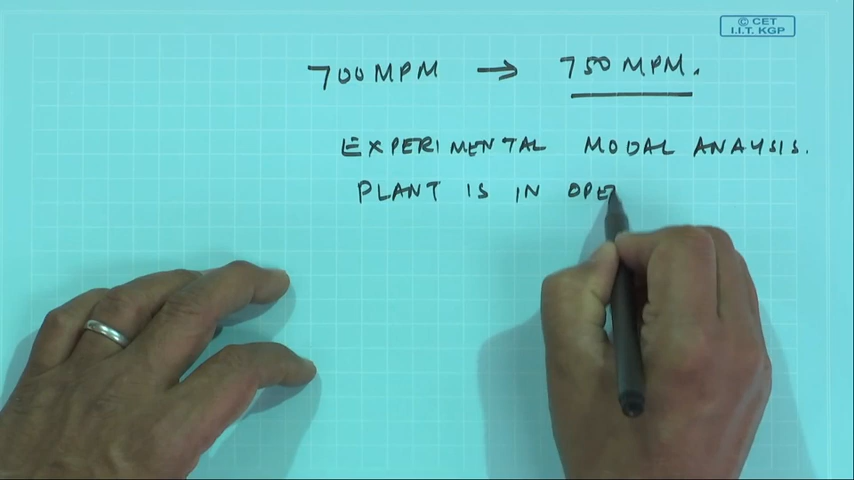 © CET
I.I.T. KGP
700 MPM → 750 MPM.
EXPERIMENTAL MODAL ANALYSIS.
PLANT IS IN OPE